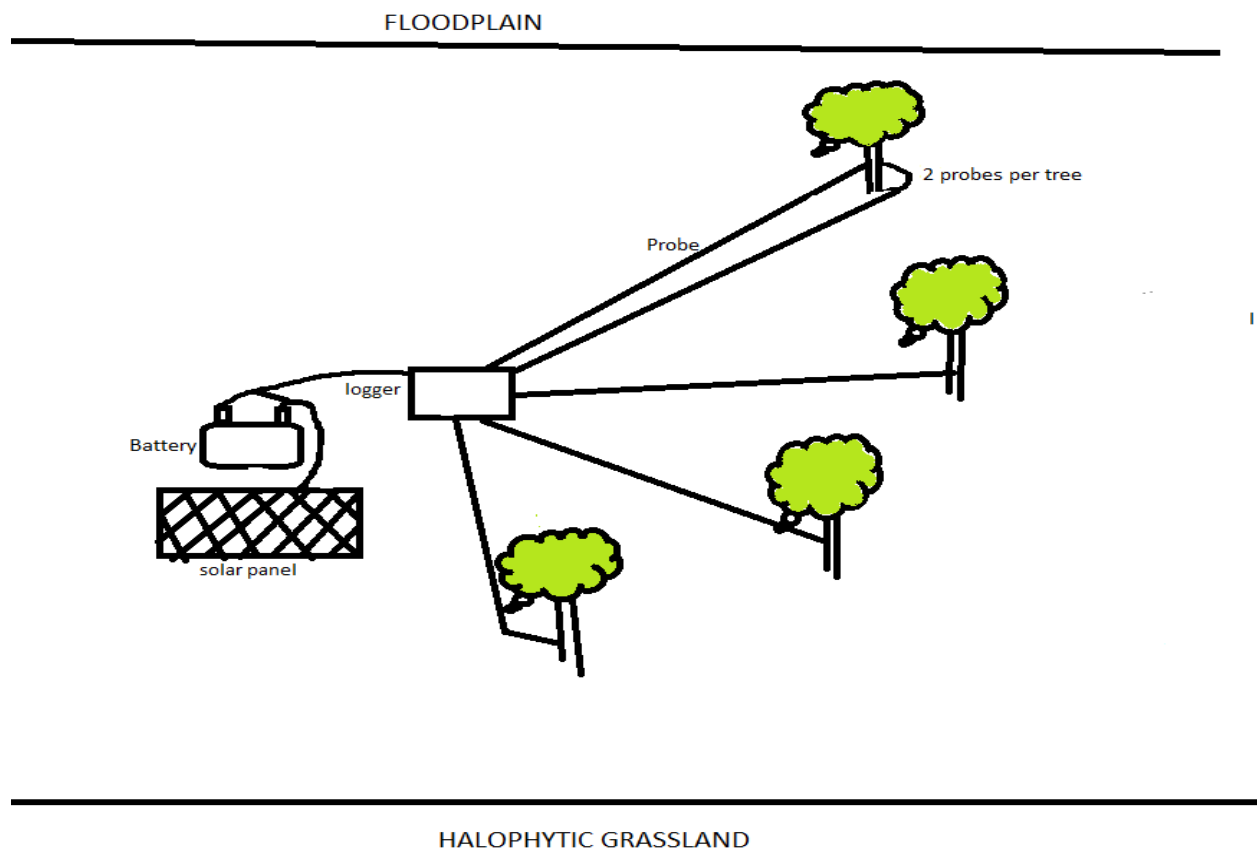 FLOODPLAIN
2 probes per tree
Probe
I
logger
Battery
solar panel
HALOPHYTIC GRASSLAND